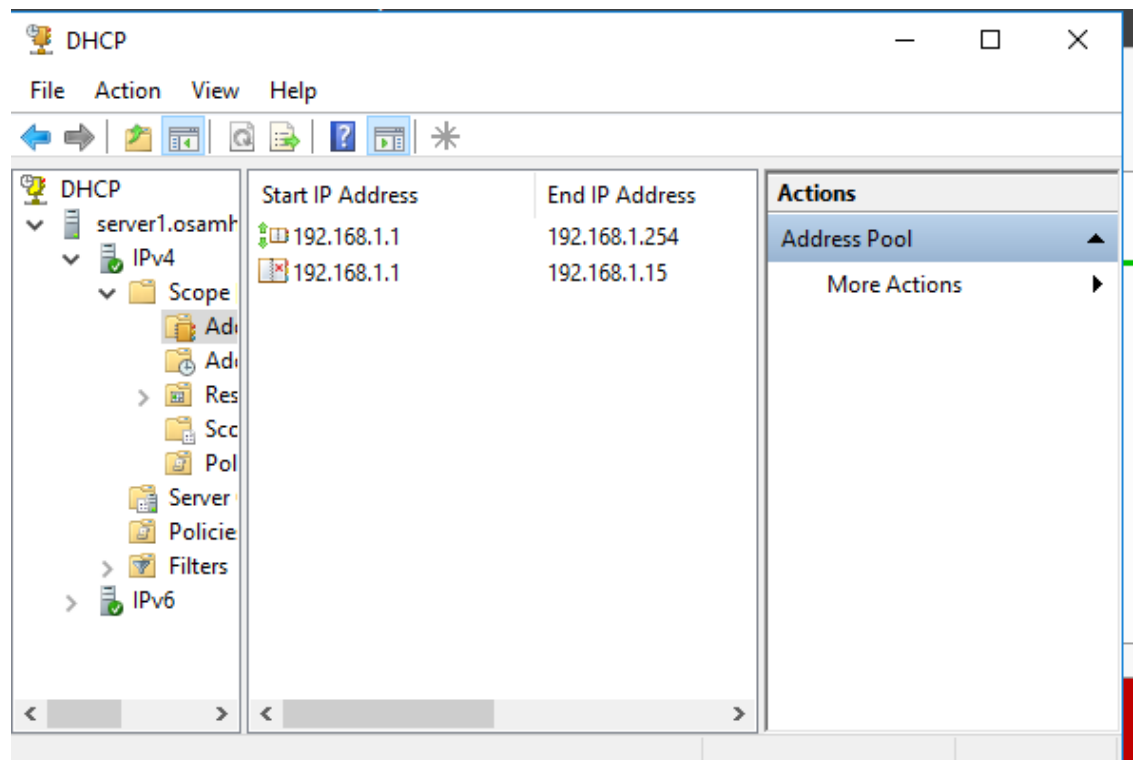 DHCP
File Action View Help
DHCP
server1.osamh
IPv4
Scope
Add
Add
Res
Sco
Pol
Server
Policie
Filters
IPv6
Start IP Address End IP Address
192.168.1.1 192.168.1.254
192.168.1.1 192.168.1.15
Actions
Address Pool
More Actions